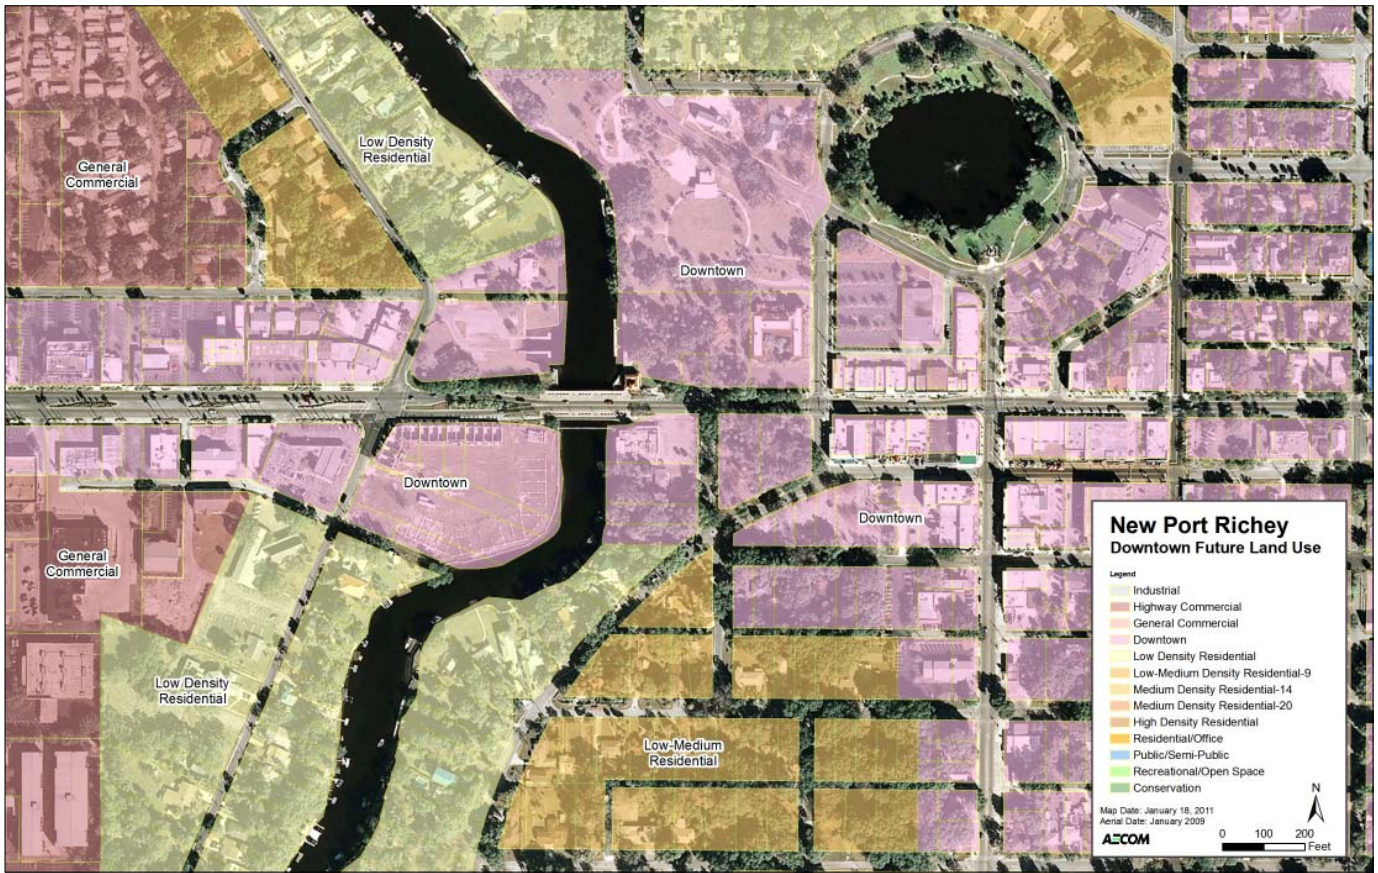 General
Commercial
Low Density
Residential
Downtown
Downtown
Downtown
General
Commercial
Low Density
Residential
Low-Medium
Residential
New Port Richey
Downtown Future Land Use
Legend
Industrial
Highway Commercial
General Commercial
Downtown
Low Density Residential
Low-Medium Density Residential-9
Medium Density Residential-14
Medium Density Residential-20
High Density Residential
Residential/Office
Public/Semi-Public
Recreational/Open Space
Conservation
N
Map Date: January 18, 2011
Aerial Date: January 2009
AECOM
0 100 200
Feet